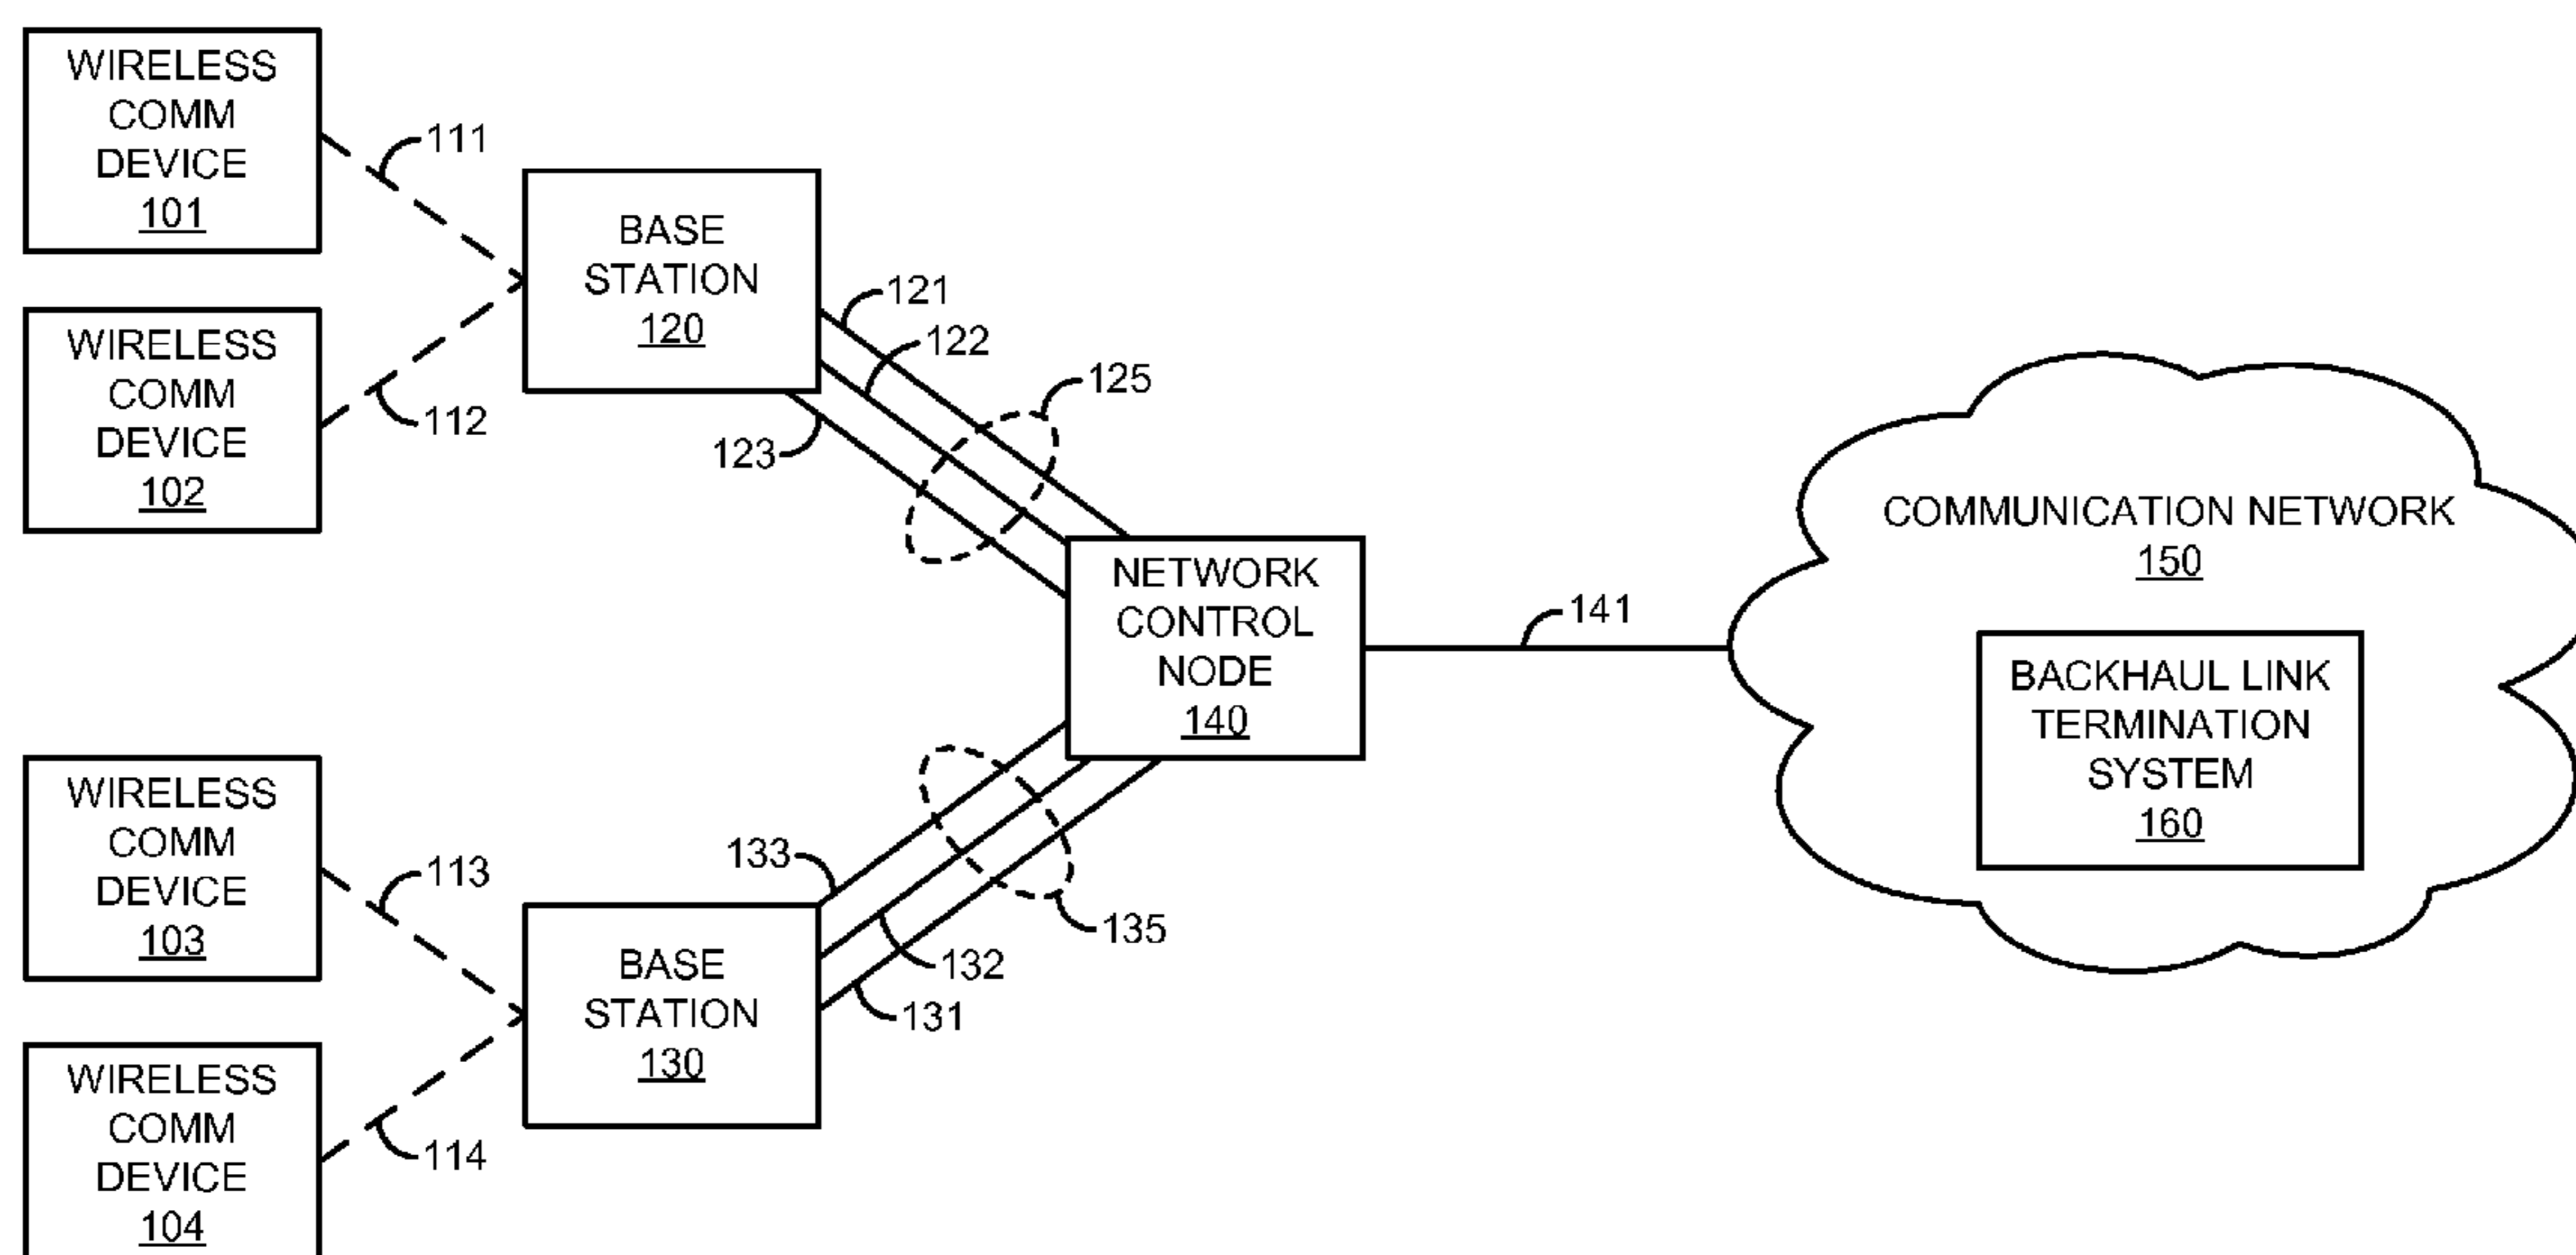 WIRELESS
COMM
DEVICE
101
111
WIRELESS
COMM
DEVICE
102
112
BASE
STATION
120
121
122
123
125
NETWORK
CONTROL
NODE
140
141
COMMUNICATION NETWORK
150
BACKHAUL LINK
TERMINATION
SYSTEM
160
WIRELESS
COMM
DEVICE
103
113
WIRELESS
COMM
DEVICE
104
114
BASE
STATION
130
133
132
131
135